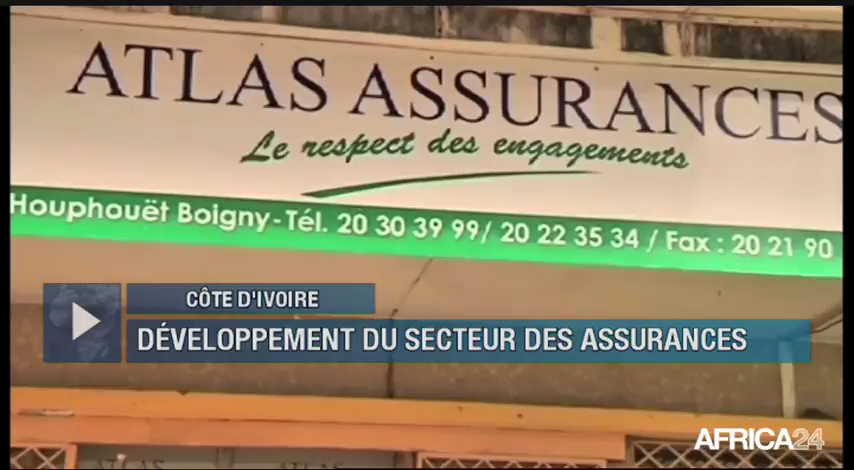 ATLAS ASSURANCES
Le respect des engagements
Houphouët Boigny-Tél. 20 30 39 99/ 20 22 35 34 / Fax : 20 21 90
CÔTE D'IVOIRE
DÉVELOPPEMENT DU SECTEUR DES ASSURANCES
AFRICA24
ATLAS